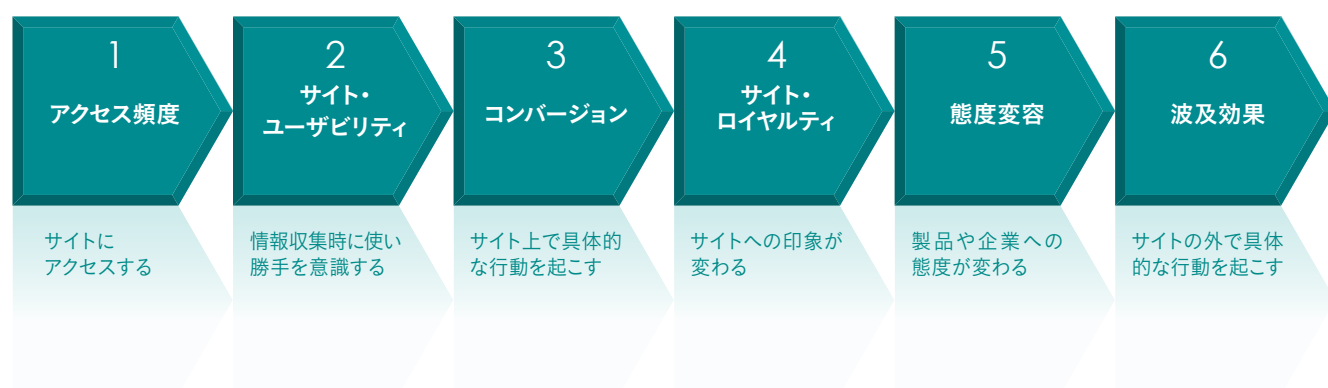 1
アクセス頻度
サイトに
アクセスする
2
サイト・
ユーザビリティ
情報収集時に使い
勝手を意識する
3
コンバージョン
サイト上で具体的
な行動を起こす
4
サイト・
ロイヤルティ
サイトへの印象が
変わる
5
態度変容
製品や企業への
態度が変わる
6
波及効果
サイトの外で具体
的な行動を起こす